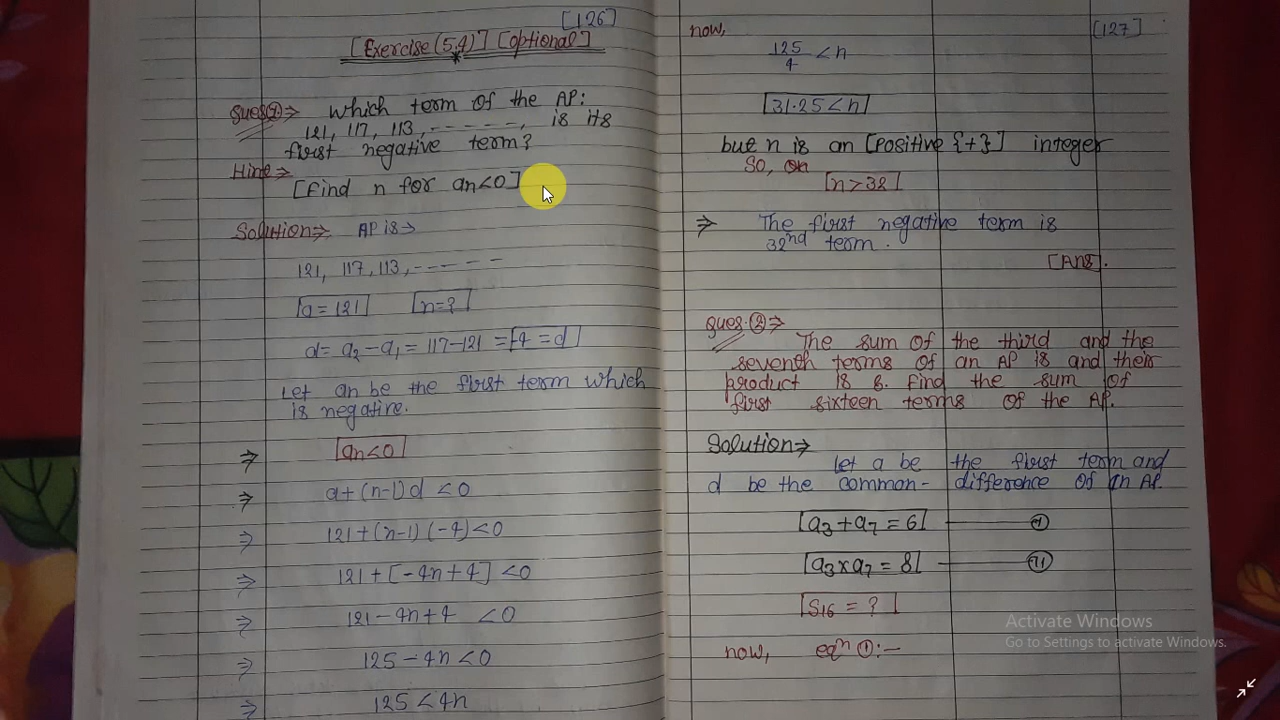 [126]
[Exercise (5.4)] [optional]
Ques① ⇒ Which term of the AP:
121, 117, 113, ------, is its
first negative term?
Hint ⇒
[Find n for an<0]
Solution ⇒ AP is →
121, 117, 113, ------
[a = 121] [n=?]
d = a₂ - a₁ = 117-121 = [-4 = d]
Let an be the first term which
is negative.
⇒ [an<0]
⇒ a+(n-1)d <0
⇒ 121+(n-1)(-4)<0
⇒ 121+[-4n+4] <0
⇒ 121-4n+4 <0
⇒ 125-4n<0
⇒ 125<4n
[127]
now,
125/4 <n
[31.25<n]
but n is an [positive {+}] integer
So,
[n>32]
⇒ The first negative term is
32nd term.
[Ans].
Ques.② ⇒
The sum of the third and the
seventh terms of an AP is and their
product is 8. Find the sum of
first sixteen terms of the AP.
Solution ⇒
let a be the first term and
d be the common- difference of an AP.
[a₃+a₇ = 6] —— ①
[a₃×a₇ = 8] —— ⑪
[S16 = ?]
now, eqⁿ ①:-
Activate Windows
Go to Settings to activate Windows.